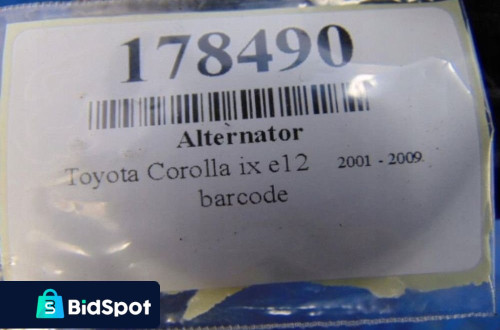 178490
Alternator
Toyota Corolla ix e12 2001 - 2009
barcode
BidSpot